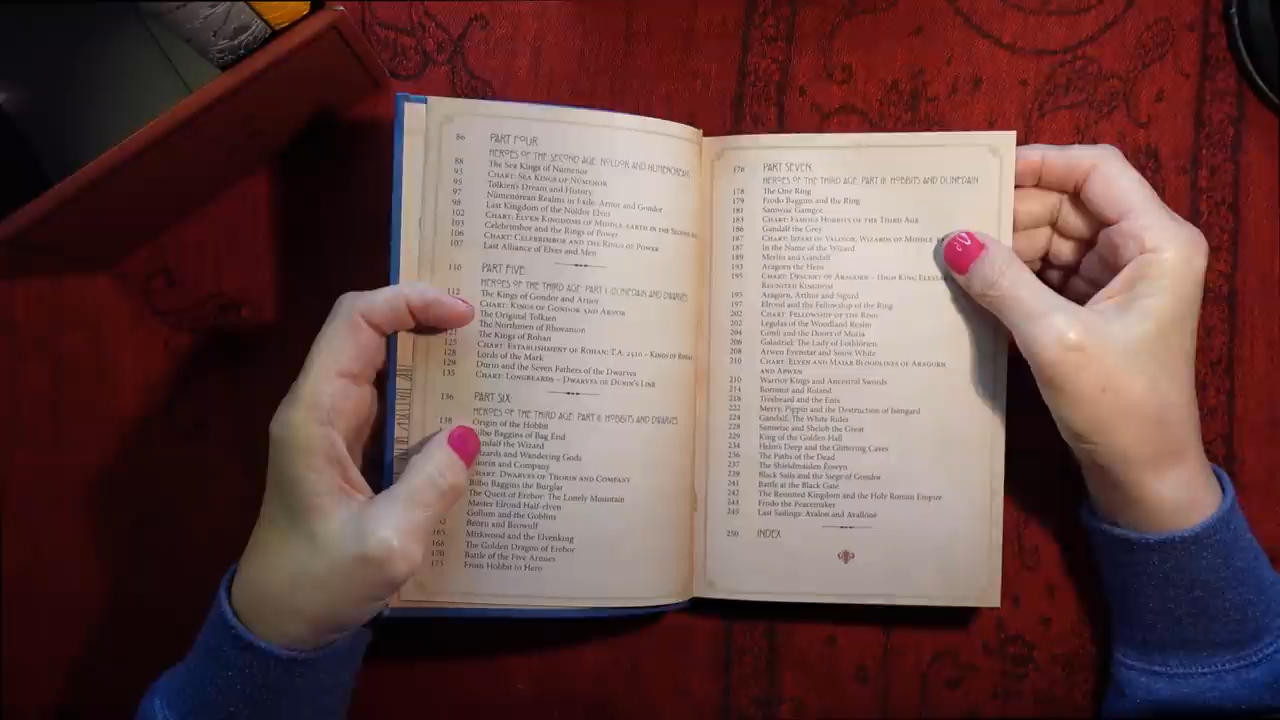 86 PART FOUR
HEROES OF THE SECOND AGE: NOLDOR AND NUMENOREANS
88 The Sea Kings of Númenor
93 CHART: SEA KINGS OF NÚMENOR
95 Tolkien's Dream and History
97 Númenórean Realms in Exile: Arnor and Gondor
98 Last Kingdom of the Noldor Elves
102 CHART: ELVEN KINGDOMS OF MIDDLE-EARTH IN THE SECOND
103 Celebrimbor and the Rings of Power
106 CHART: CELEBRIMBOR AND THE RINGS OF POWER
107 Last Alliance of Elves and Men
110 PART FIVE:
HEROES OF THE THIRD AGE: PART I: DUNEDAIN AND DWARVES
112 The Kings of Gondor and Arnor
CHART: KINGS OF GONDOR AND ARNOR
The Original Tolkien
The Northmen of Rhovanion
The Kings of Rohan
125 CHART: ESTABLISHMENT OF ROHAN: T.A. 2510 – KINGS OF ROHAN
128 Lords of the Mark
129 Durin and the Seven Fathers of the Dwarves
135 CHART: LONGBEARDS – DWARVES OF DURIN'S LINE
136 PART SIX:
HEROES OF THE THIRD AGE: PART II: HOBBITS AND DWARVES
138 Origin of the Hobbit
Bilbo Baggins of Bag End
Gandalf the Wizard
Wizards and Wandering Gods
Thorin and Company
CHART: DWARVES OF THORIN AND COMPANY
Bilbo Baggins the Burglar
The Quest of Erebor: The Lonely Mountain
Master Elrond Half-elven
Gollum and the Goblins
Beorn and Beowulf
165 Mirkwood and the Elvenking
166 The Golden Dragon of Erebor
170 Battle of the Five Armies
175 From Hobbit to Hero
176 PART SEVEN:
HEROES OF THE THIRD AGE: PART III: HOBBITS AND DUNEDAIN
178 The One Ring
179 Frodo Baggins and the Ring
181 Samwise Gamgee
183 CHART: FAMOUS HOBBITS OF THE THIRD AGE
186 Gandalf the Grey
187 CHART: ISTARI OF VALINOR, WIZARDS OF MIDDLE
187 In the Name of the Wizard
189 Merlin and Gandalf
193 Aragorn the Hero
195 CHART: DESCENT OF ARAGORN – HIGH KING
REUNITED KINGDOM
195 Aragorn, Arthur and Sigurd
197 Elrond and the Fellowship of the Ring
202 CHART: FELLOWSHIP OF THE RING
202 Legolas of the Woodland Realm
204 Gimli and the Doors of Moria
206 Galadriel: The Lady of Lothlórien
208 Arwen Evenstar and Snow White
210 CHART: ELVEN AND MAIAR BLOODLINES OF ARAGORN
AND ARWEN
210 Warrior Kings and Ancestral Swords
214 Boromir and Roland
218 Treebeard and the Ents
222 Merry, Pippin and the Destruction of Isengard
224 Gandalf: The White Rider
228 Samwise and Shelob the Great
229 King of the Golden Hall
234 Helm's Deep and the Glittering Caves
236 The Paths of the Dead
237 The Shieldmaiden Éowyn
239 Black Sails and the Siege of Gondor
241 Battle at the Black Gate
242 The Reunited Kingdom and the Holy Roman Empire
244 Frodo the Peacemaker
249 Last Sailings: Avalon and Avallónë
250 INDEX